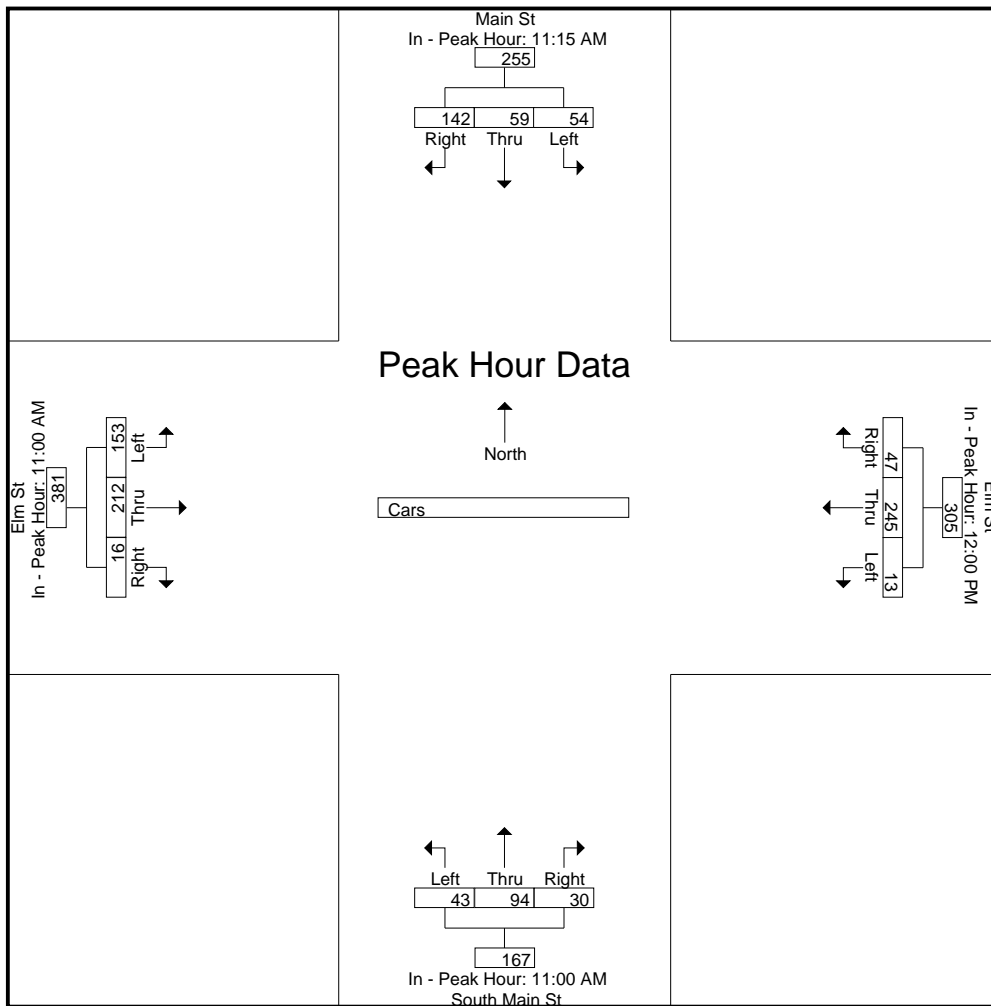 Main St
In - Peak Hour: 11:15 AM
255
142 59 54
Right Thru Left
Peak Hour Data
North
Cars
Elm St
In - Peak Hour: 11:00 AM
381
153 212 16
Left Thru Right
Elm St
In - Peak Hour: 12:00 PM
305
47 245 13
Right Thru Left
Left Thru Right
43 94 30
167
In - Peak Hour: 11:00 AM
South Main St